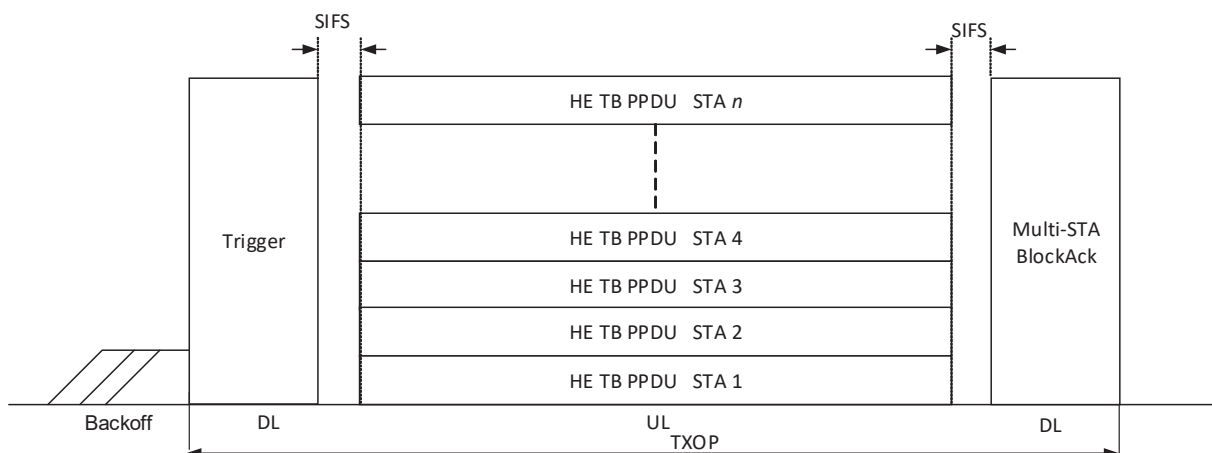 SIFS
SIFS
HE TB PPDU STA n
Trigger
HE TB PPDU STA 4
Multi-STA
BlockAck
HE TB PPDU STA 3
HE TB PPDU STA 2
HE TB PPDU STA 1
Backoff
DL
UL
DL
TXOP